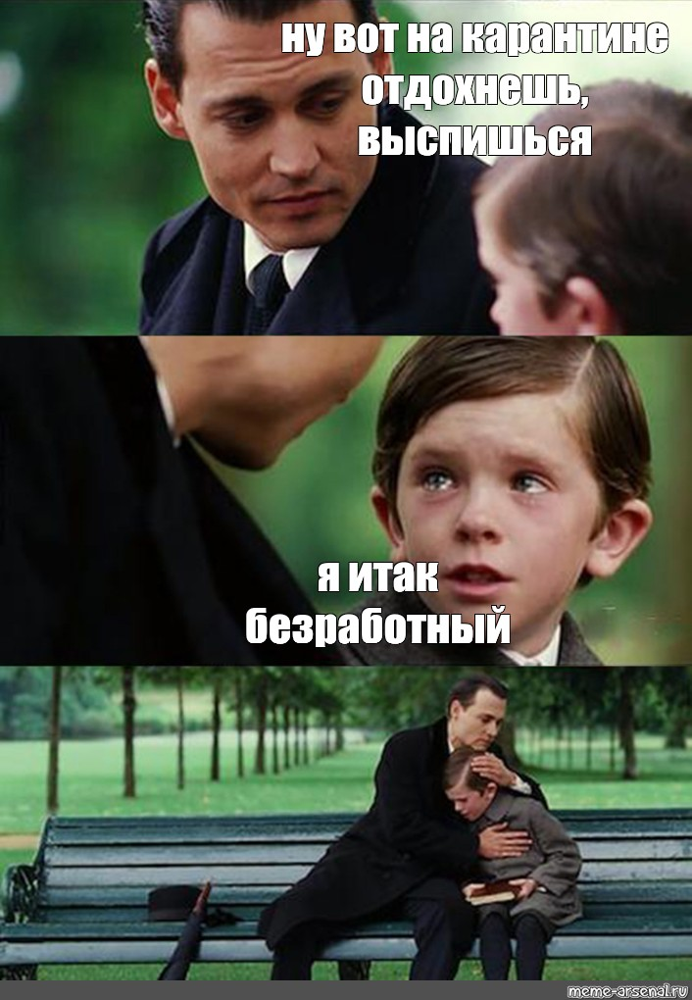 ну вот на карантине
отдохнешь,
выспишься
я итак
безработный
meme-arsenal.ru